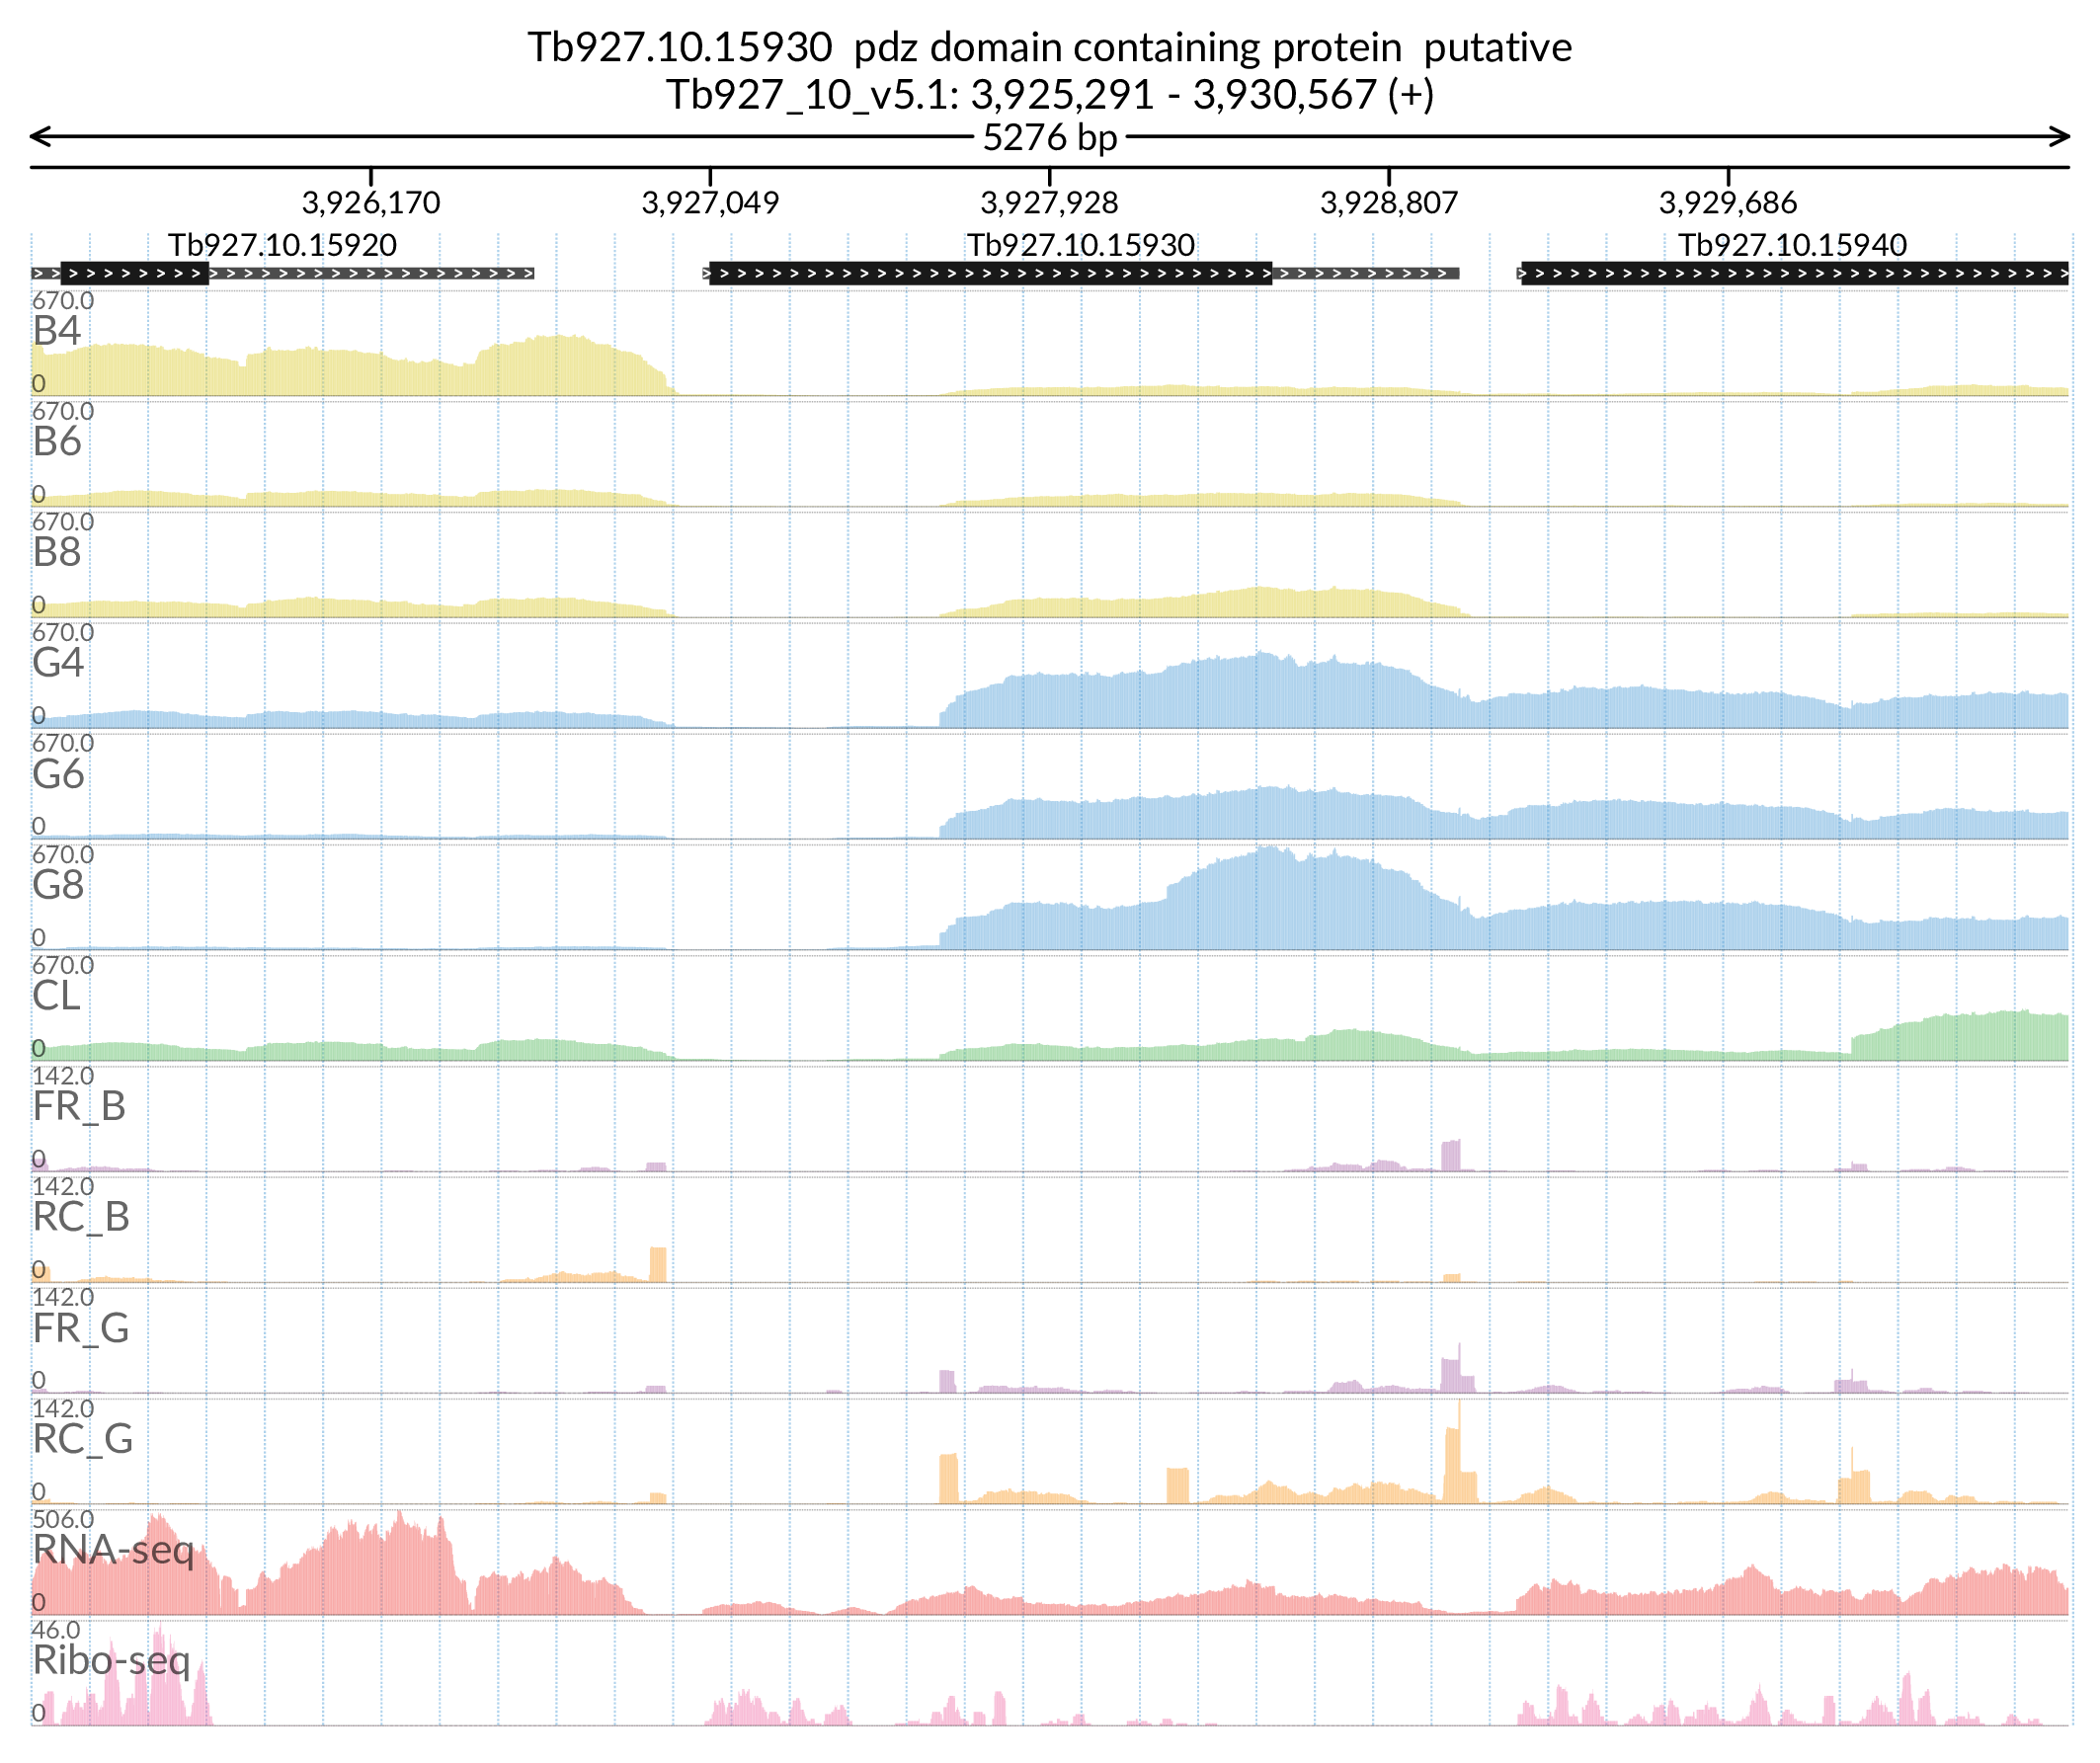 Tb927.10.15930 pdz domain containing protein putative
Tb927_10_v5.1: 3,925,291 - 3,930,567 (+)
5276 bp
3,926,170 3,927,049 3,927,928 3,928,807 3,929,686
Tb927.10.15920 Tb927.10.15930 Tb927.10.15940
670.0
B4
0
670.0
B6
0
670.0
B8
0
670.0
G4
0
670.0
G6
0
670.0
G8
0
670.0
CL
0
142.0
FR_B
0
142.0
RC_B
0
142.0
FR_G
0
142.0
RC_G
0
506.0
RNA-seq
0
46.0
Ribo-seq
0